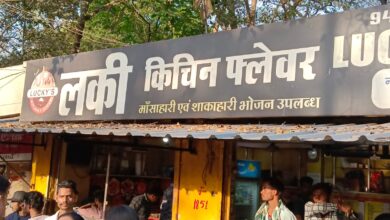 LUCKY'S
लकी किचिन फ्लेवर
माँसाहारी एवं शाकाहारी भोजन उपलब्ध
LUC